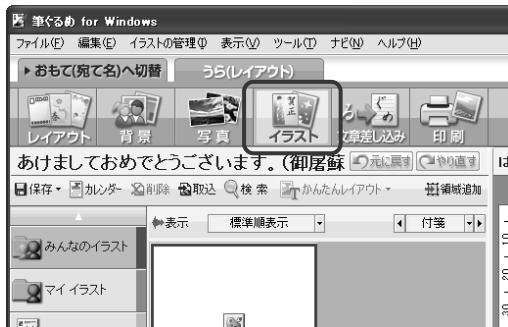 筆ぐるめ for Windows
ファイル(F) 編集(E) イラストの管理(I) 表示(V) ツール(T) ナビ(N) ヘルプ(H)
おもて(宛て名)へ切替 うら(レイアウト)
レイアウト 背景 写真 イラスト 文章差し込み 印刷
あけましておめでとうございます。(御屠蘇 元に戻す やり直す
保存 カレンダー 削除 取込 検索 かんたんレイアウト 領域追加
表示 標準順表示 付箋
みんなのイラスト
マイ イラスト